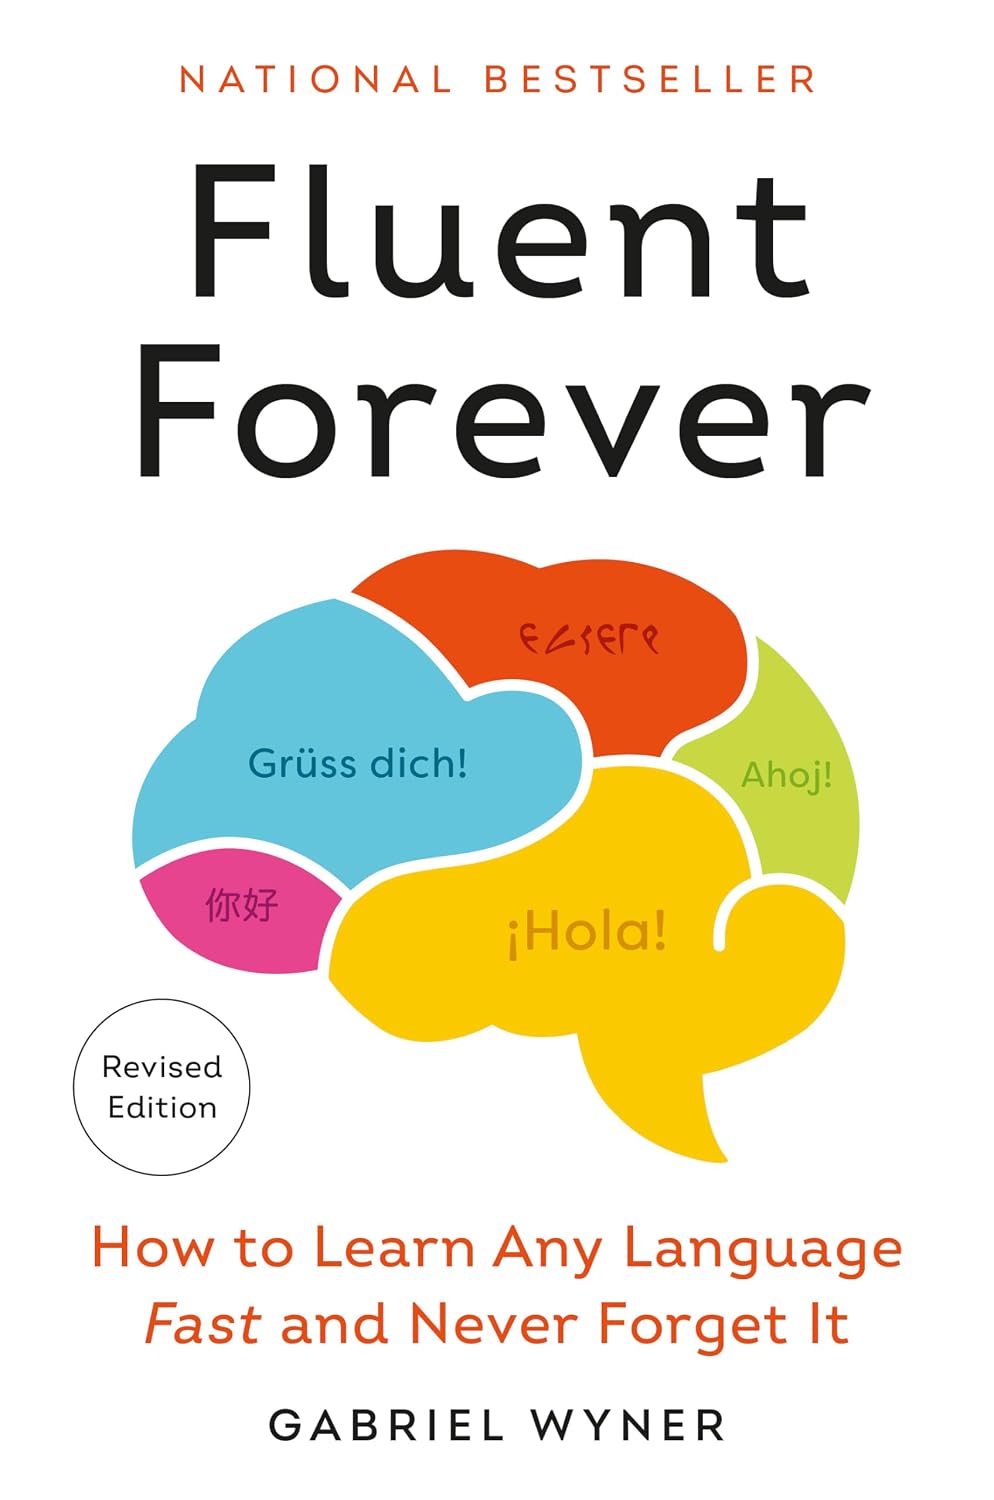 NATIONAL BESTSELLER
Fluent
Forever
Grüss dich!
Ahoj!
你好
¡Hola!
Revised
Edition
How to Learn Any Language
Fast and Never Forget It
GABRIEL WYNER